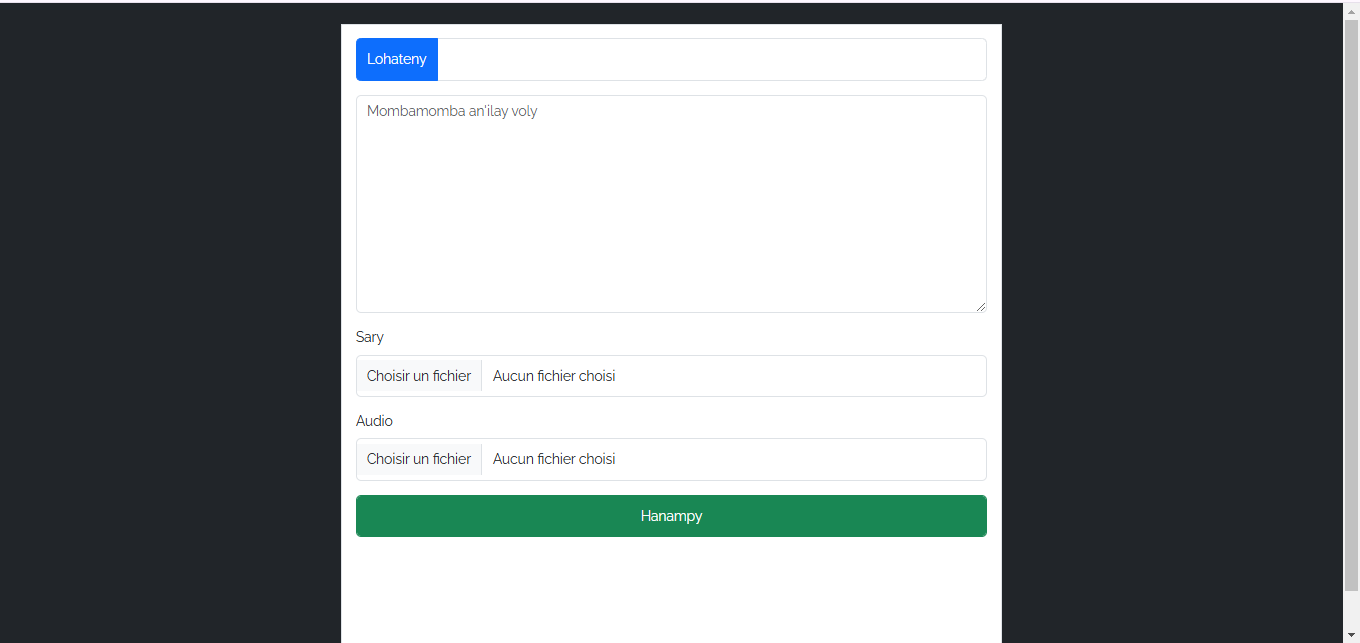 Lohateny
Mombamomba an'ilay voly
Sary
Choisir un fichier Aucun fichier choisi
Audio
Choisir un fichier Aucun fichier choisi
Hanampy